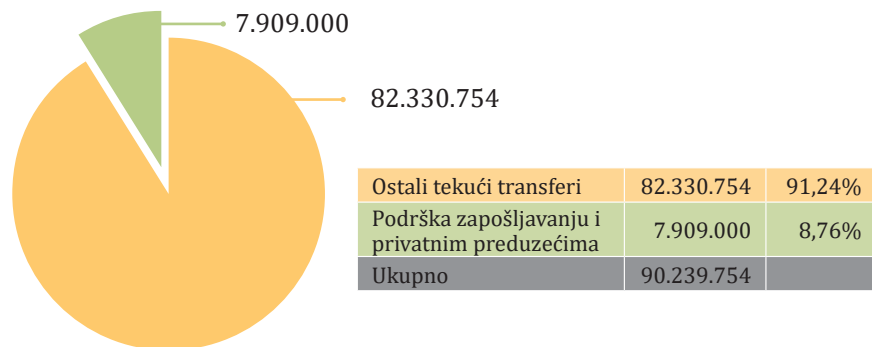 7.909.000
82.330.754
Ostali tekući transferi 82.330.754 91,24%
Podrška zapošljavanju i
privatnim preduzećima 7.909.000 8,76%
Ukupno 90.239.754